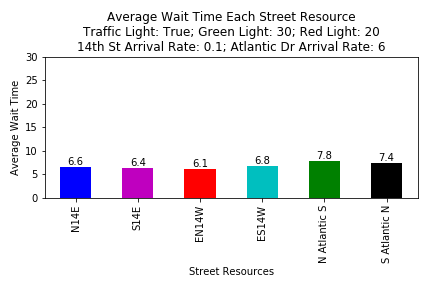 Average Wait Time Each Street Resource
Traffic Light: True; Green Light: 30; Red Light: 20
14th St Arrival Rate: 0.1; Atlantic Dr Arrival Rate: 6
30
25
20
15
10
5
0
Average Wait Time
6.6
6.4
6.1
6.8
7.8
7.4
N14E
S14E
EN14W
ES14W
N Atlantic S
S Atlantic N
Street Resources